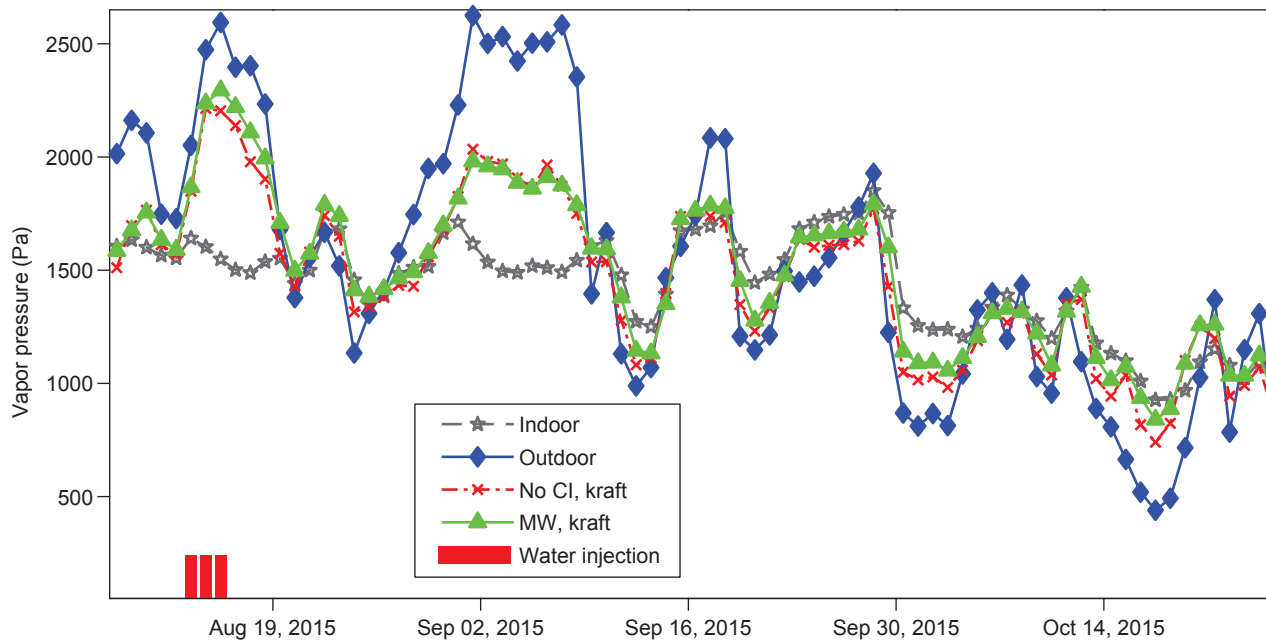 Vapor pressure (Pa)
2500
2000
1500
1000
500
Indoor
Outdoor
No CI, kraft
MW, kraft
Water injection
Aug 19, 2015
Sep 02, 2015
Sep 16, 2015
Sep 30, 2015
Oct 14, 2015